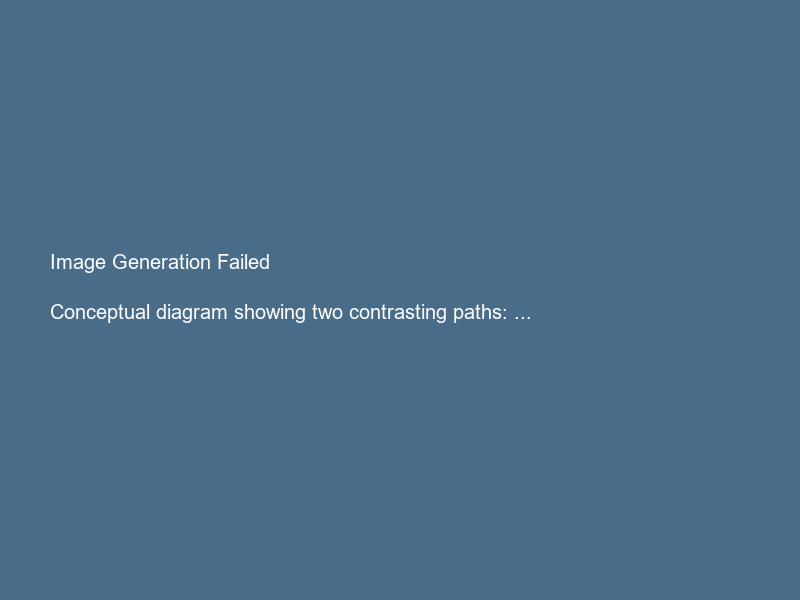 Image Generation Failed
Conceptual diagram showing two contrasting paths: ...